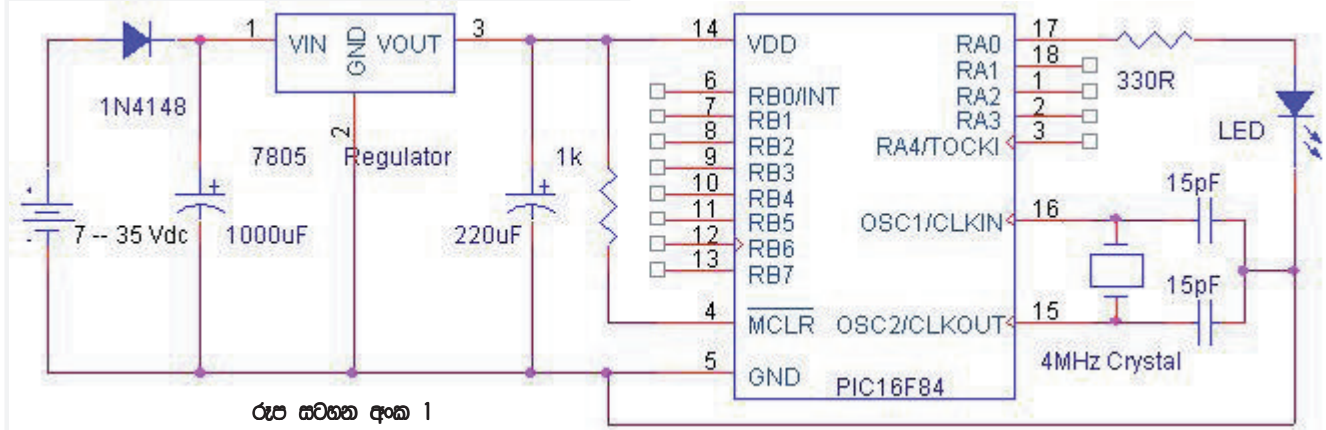 1N4148
7 -- 35 Vdc
1000uF
1
VIN
GND
VOUT
3
2
7805 Regulator
220uF
1k
14 VDD
6 RB0/INT
7 RB1
8 RB2
9 RB3
10 RB4
11 RB5
12 RB6
13 RB7
4 MCLR
5 GND
RA0 17
RA1 18
RA2 1
RA3 2
RA4/TOCKI 3
OSC1/CLKIN 16
OSC2/CLKOUT 15
PIC16F84
330R
LED
15pF
15pF
4MHz Crystal
රූප සටහන අංක 1